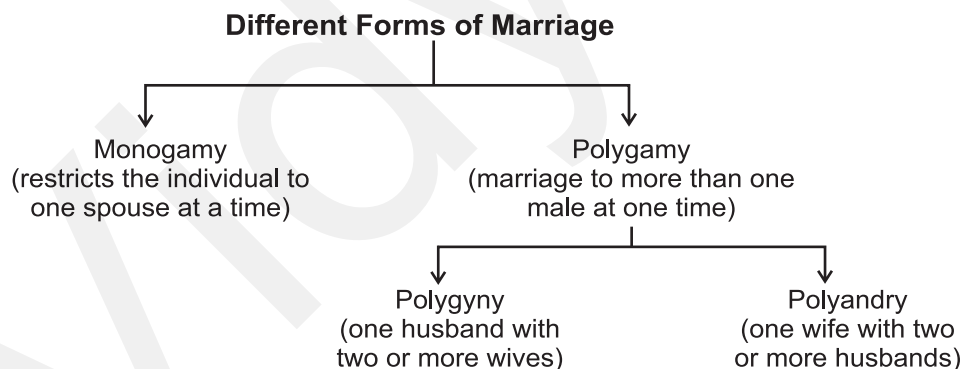 Different Forms of Marriage
Monogamy
(restricts the individual to
one spouse at a time)
Polygamy
(marriage to more than one
male at one time)
Polygyny
(one husband with
two or more wives)
Polyandry
(one wife with two
or more husbands)